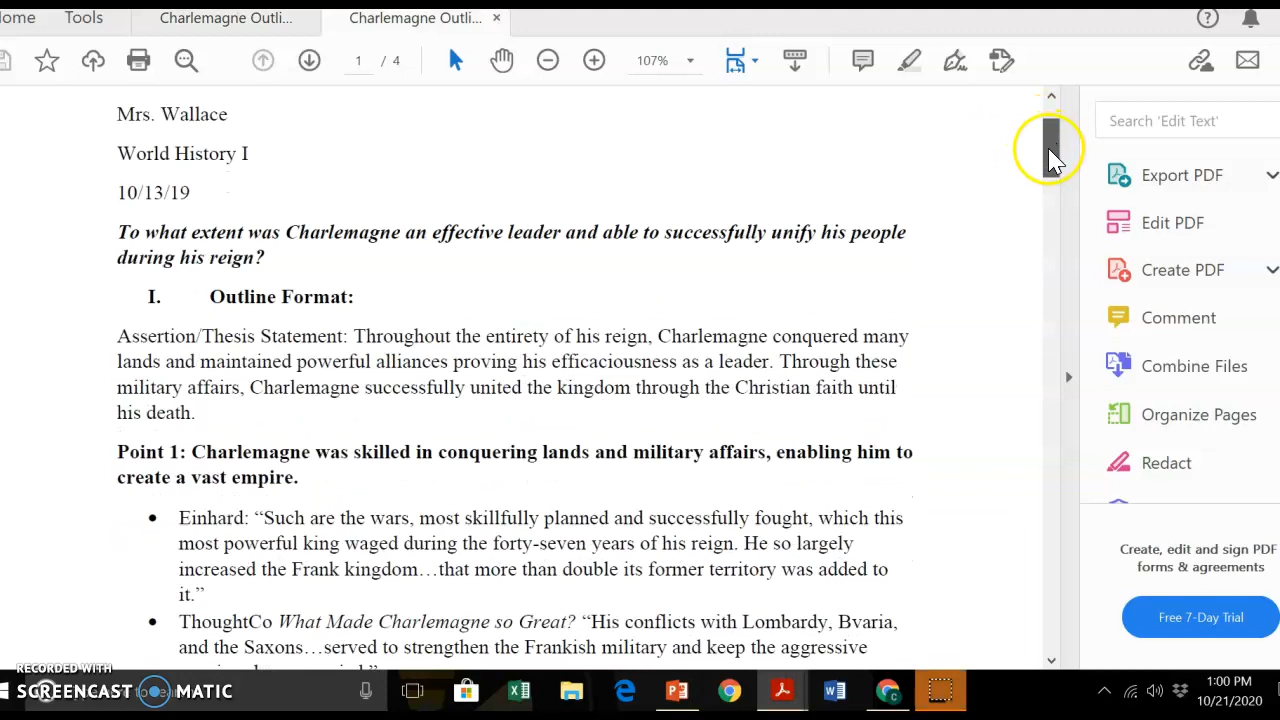 ome Tools Charlemagne Outli... Charlemagne Outli... ×
1 / 4 107%
Mrs. Wallace
World History I
10/13/19
To what extent was Charlemagne an effective leader and able to successfully unify his people
during his reign?
I. Outline Format:
Assertion/Thesis Statement: Throughout the entirety of his reign, Charlemagne conquered many
lands and maintained powerful alliances proving his efficaciousness as a leader. Through these
military affairs, Charlemagne successfully united the kingdom through the Christian faith until
his death.
Point 1: Charlemagne was skilled in conquering lands and military affairs, enabling him to
create a vast empire.
• Einhard: “Such are the wars, most skillfully planned and successfully fought, which this
most powerful king waged during the forty-seven years of his reign. He so largely
increased the Frank kingdom…that more than double its former territory was added to
it.”
• ThoughtCo What Made Charlemagne so Great? “His conflicts with Lombardy, Bvaria,
and the Saxons…served to strengthen the Frankish military and keep the aggressive
Search 'Edit Text'
Export PDF
Edit PDF
Create PDF
Comment
Combine Files
Organize Pages
Redact
Create, edit and sign PDF
forms & agreements
Free 7-Day Trial
RECORDED WITH
SCREENCAST MATIC
1:00 PM
10/21/2020